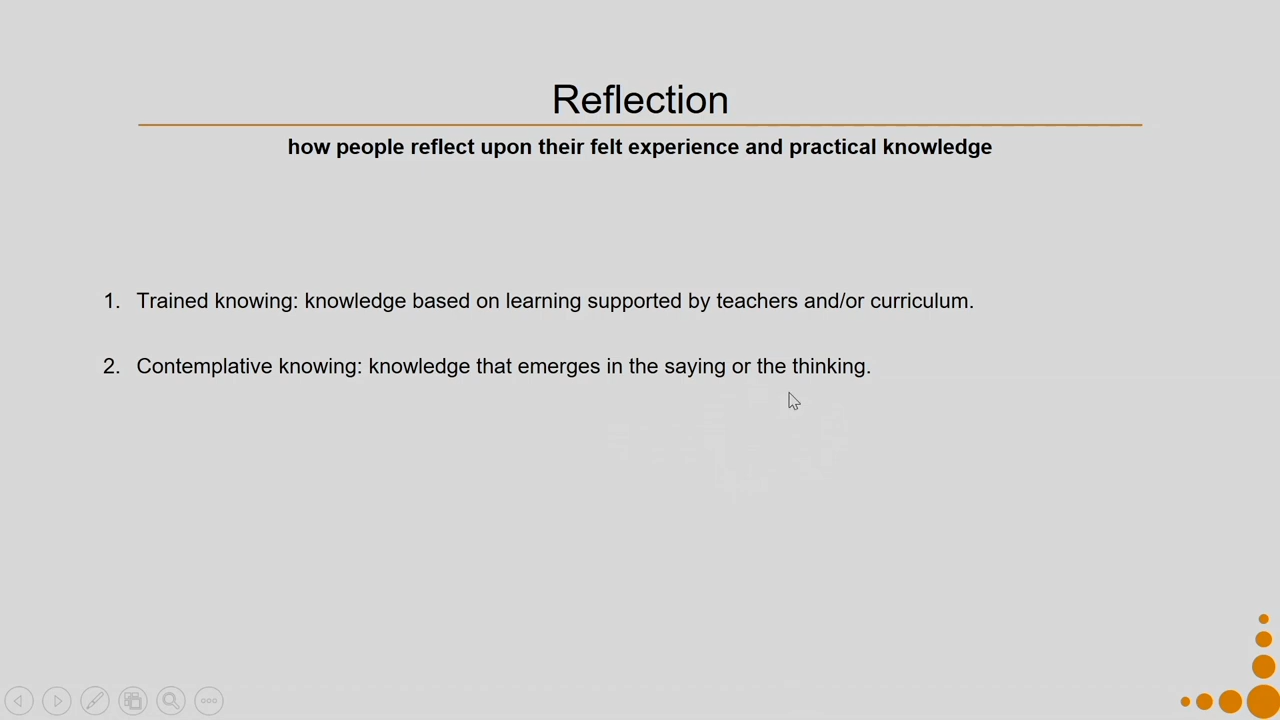 Reflection
how people reflect upon their felt experience and practical knowledge
1. Trained knowing: knowledge based on learning supported by teachers and/or curriculum.
2. Contemplative knowing: knowledge that emerges in the saying or the thinking.